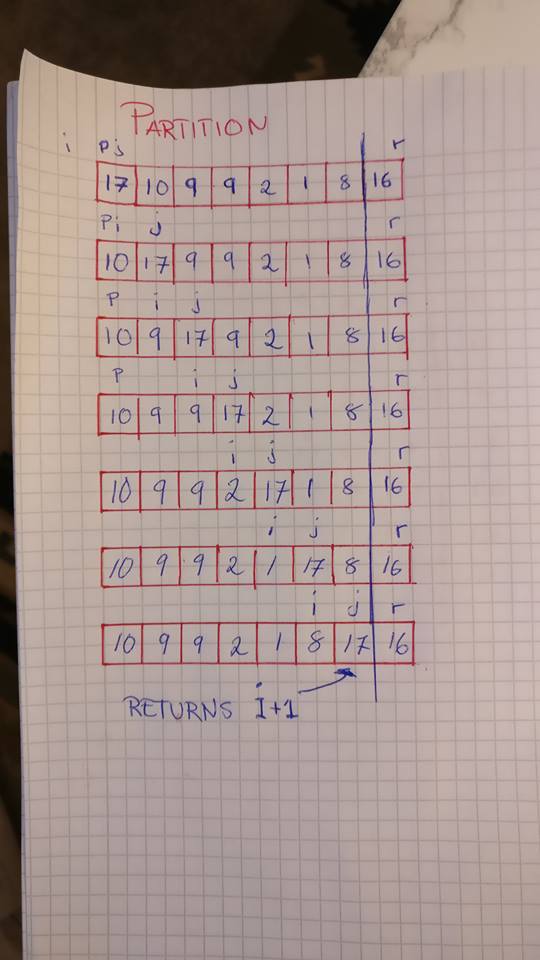 PARTITION
i P j r
17 10 9 9 2 1 8 16
P i j r
10 17 9 9 2 1 8 16
P i j r
10 9 17 9 2 1 8 16
P i j r
10 9 9 17 2 1 8 16
i j r
10 9 9 2 17 1 8 16
i j r
10 9 9 2 1 17 8 16
i j r
10 9 9 2 1 8 17 16
RETURNS i+1